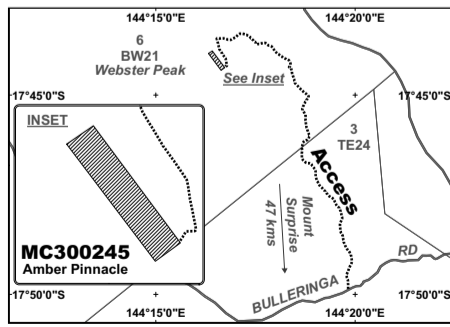 144°15'0"E 144°20'0"E
6
BW21
Webster Peak
See Inset
17°45'0"S 17°45'0"S
INSET
3
TE24
Access
MC300245
Amber Pinnacle
Mount
Surprise
47 kms
BULLERINGA RD
17°50'0"S 17°50'0"S
144°15'0"E 144°20'0"E